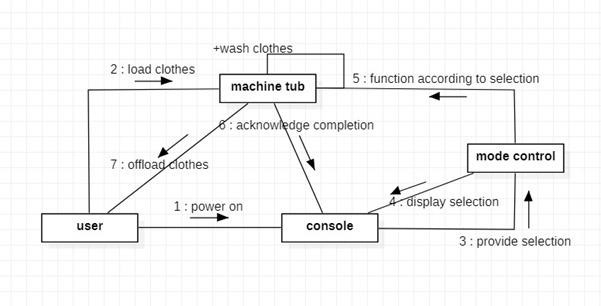 +wash clothes
2 : load clothes
machine tub
5 : function according to selection
6 : acknowledge completion
mode control
7 : offload clothes
4 : display selection
1 : power on
user
console
3 : provide selection